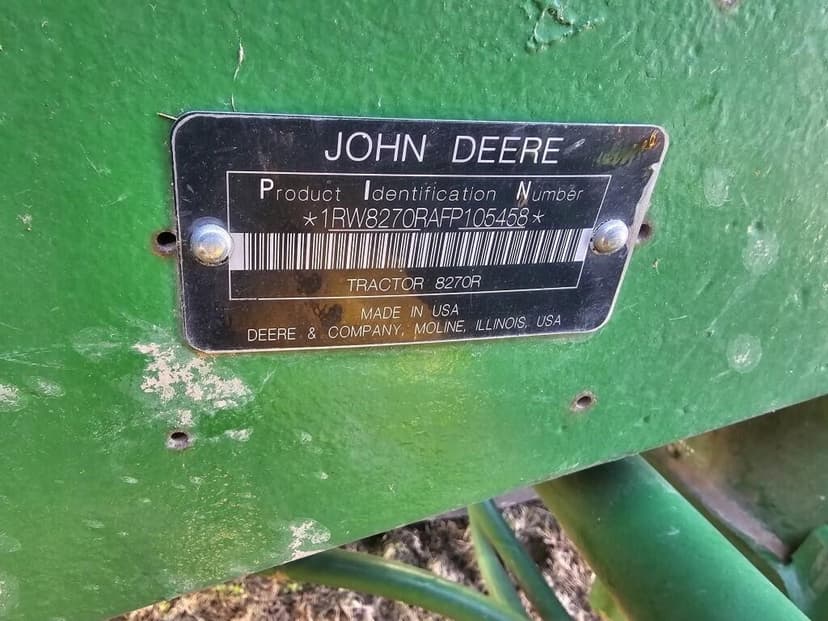 JOHN DEERE
Product Identification Number
*1RW8270RAFP105458*
TRACTOR 8270R
MADE IN USA
DEERE & COMPANY, MOLINE, ILLINOIS, USA